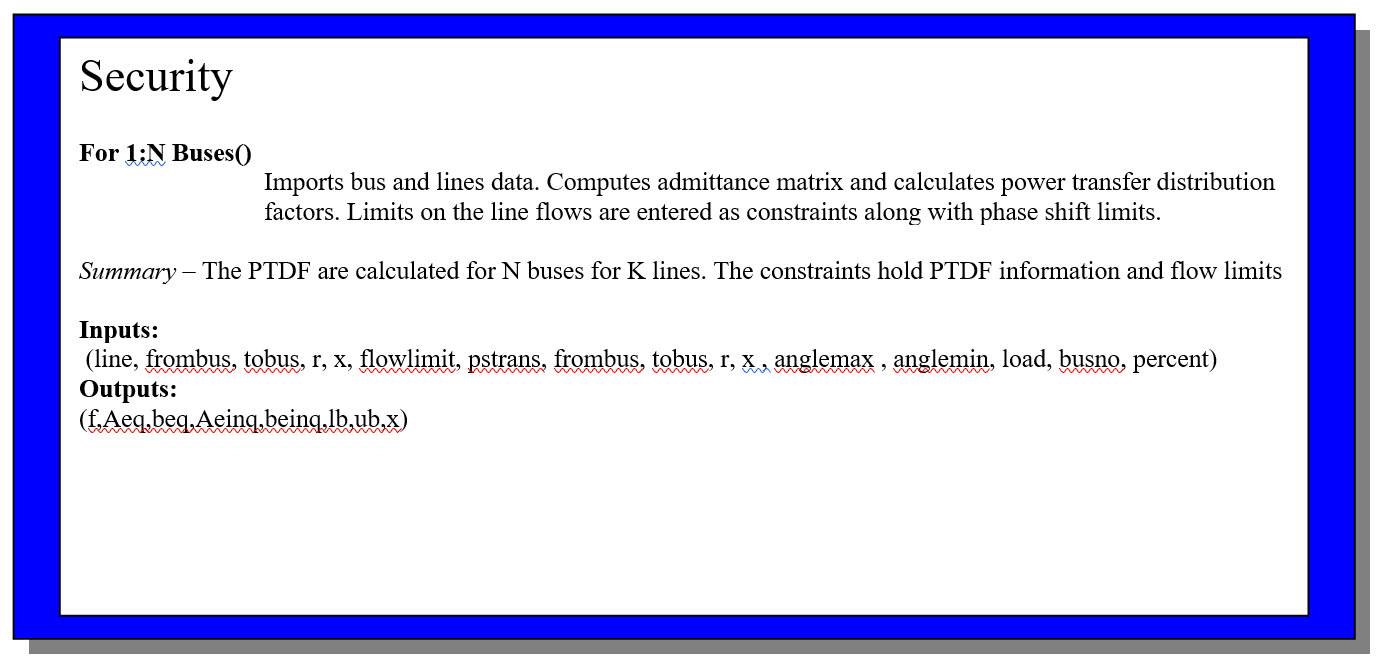 Security
For 1:N Buses()
Imports bus and lines data. Computes admittance matrix and calculates power transfer distribution
factors. Limits on the line flows are entered as constraints along with phase shift limits.
Summary – The PTDF are calculated for N buses for K lines. The constraints hold PTDF information and flow limits
Inputs:
(line, frombus, tobus, r, x, flowlimit, pstrans, frombus, tobus, r, x , anglemax , anglemin, load, busno, percent)
Outputs:
(f,Aeq,beq,Aeinq,beinq,lb,ub,x)